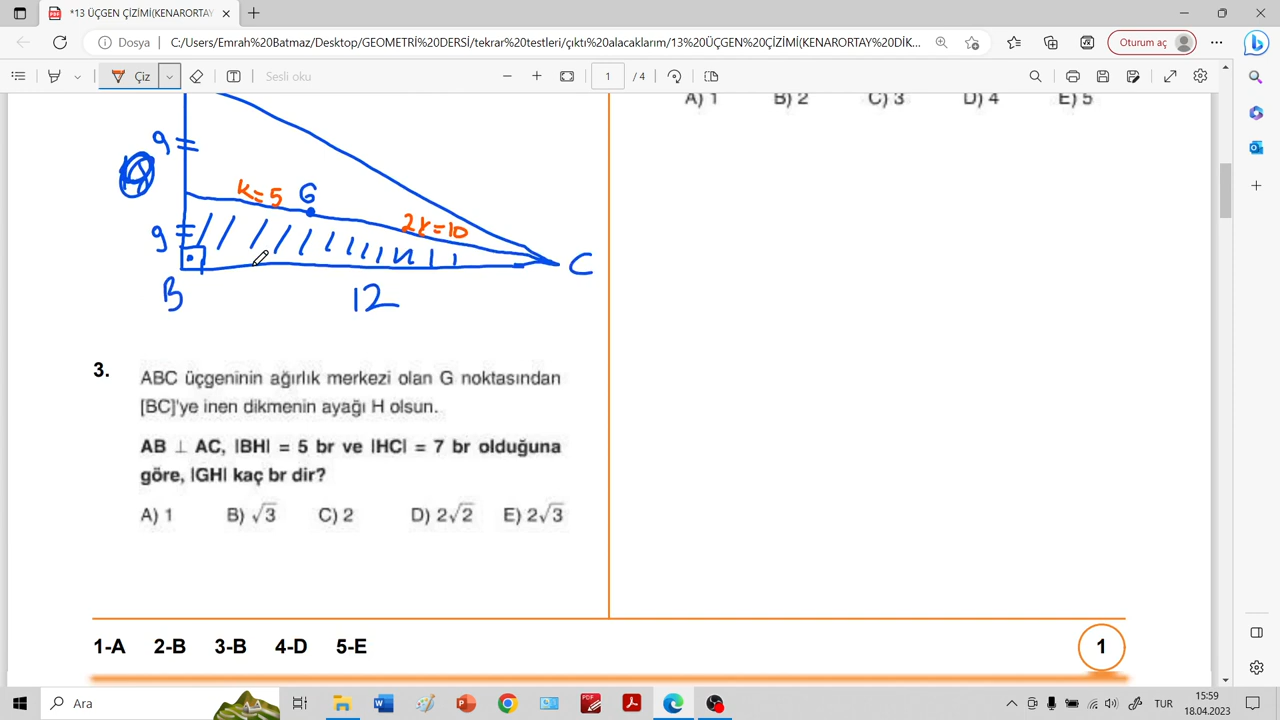 *13 ÜÇGEN ÇİZİMİ(KENARORTAY
Dosya
C:/Users/Emrah%20Batmaz/Desktop/GEOMETRİ%20DERSİ/tekrar%20testleri/çıktı%20alacaklarım/13%20ÜÇGEN%20ÇİZİMİ(KENARORTAY%20DİK...
Oturum aç
Çiz
Sesli oku
1
/ 4
A) 1 B) 2 C) 3 D) 4 E) 5
9
k=5
G
2k=10
9
B
12
C
3.
ABC üçgeninin ağırlık merkezi olan G noktasından
[BC]'ye inen dikmenin ayağı H olsun.
AB ⊥ AC, |BH| = 5 br ve |HC| = 7 br olduğuna
göre, |GH| kaç br dir?
A) 1 B) √3 C) 2 D) 2√2 E) 2√3
1-A 2-B 3-B 4-D 5-E
1
Ara
15:59
TUR
18.04.2023